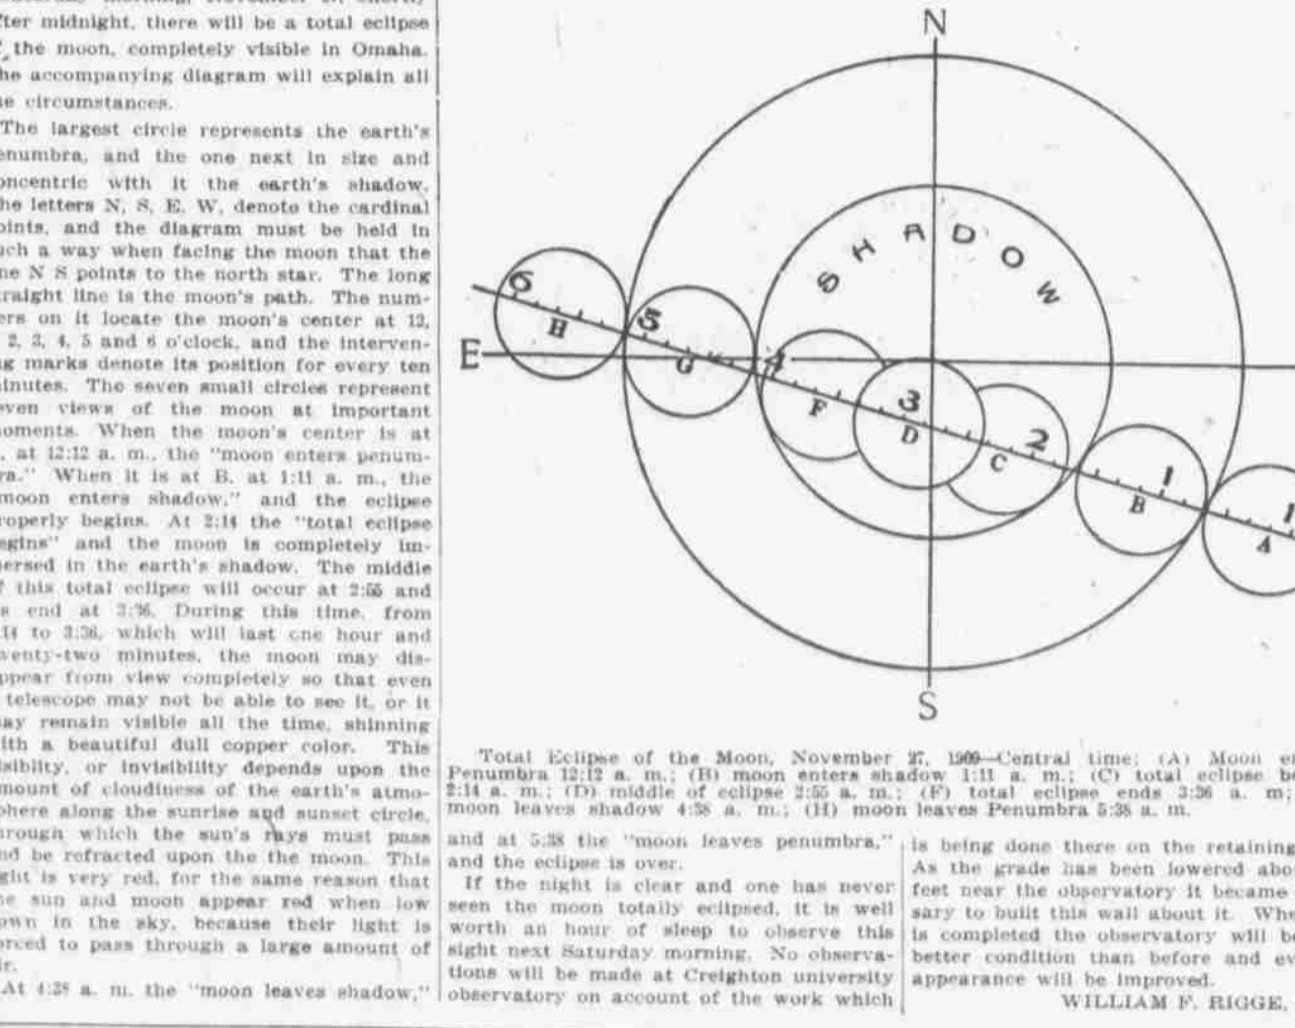 after midnight, there will be a total eclipse
the moon, completely visible in Omaha.
he accompanying diagram will explain all
e circumstances.
The largest circle represents the earth's
enumbra, and the one next in size and
oncentric with it the earth's shadow.
he letters N, S, E, W, denote the cardinal
oints, and the diagram must be held in
uch a way when facing the moon that the
ne N S points to the north star. The long
traight line is the moon's path. The num-
ers on it locate the moon's center at 12,
2, 3, 4, 5 and 6 o'clock, and the interven-
ng marks denote its position for every ten
inutes. The seven small circles represent
even views of the moon at important
oments. When the moon's center is at
, at 12:12 a. m., the "moon enters penum-
ra." When it is at B, at 1:11 a. m., the
moon enters shadow," and the eclipse
roperly begins. At 2:14 the "total eclipse
egins" and the moon is completely im-
ersed in the earth's shadow. The middle
f this total eclipse will occur at 2:55 and
s end at 3:36. During this time, from
:14 to 3:36, which will last one hour and
wenty-two minutes, the moon may dis-
ppear from view completely so that even
telescope may not be able to see it, or it
ay remain visible all the time, shinning
ith a beautiful dull copper color. This
isiblity, or invisibility depends upon the
mount of cloudiness of the earth's atmo-
phere along the sunrise and sunset circle,
hrough which the sun's rays must pass
nd be refracted upon the the moon. This
ght is very red, for the same reason that
he sun and moon appear red when low
own in the sky, because their light is
orced to pass through a large amount of
ir.
At 4:38 a. m. the "moon leaves shadow,"
N
SHADOW
6
H
5
G
4
F
3
D
2
C
1
B
1
A
E
S
Total Eclipse of the Moon, November 27, 1909—Central time; (A) Moon e
Penumbra 12:12 a. m.; (B) moon enters shadow 1:11 a. m.; (C) total eclipse b
2:14 a. m.; (D) middle of eclipse 2:55 a. m.; (F) total eclipse ends 3:36 a. m;
moon leaves shadow 4:38 a. m.; (H) moon leaves Penumbra 5:38 a. m.
and at 5:38 the "moon leaves penumbra,"
and the eclipse is over.
If the night is clear and one has never
seen the moon totally eclipsed, it is well
worth an hour of sleep to observe this
sight next Saturday morning. No observa-
tions will be made at Creighton university
observatory on account of the work which
is being done there on the retaining
As the grade has been lowered abo
feet near the observatory it became
sary to built this wall about it. Whe
is completed the observatory will b
better condition than before and ev
appearance will be improved.
WILLIAM F. RIGGE.